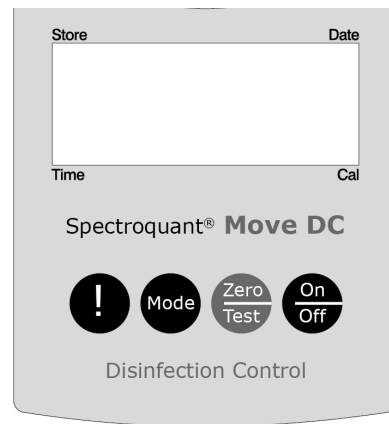 Store Date
Time Cal
Spectroquant® Move DC
! Mode Zero On
Test Off
Disinfection Control